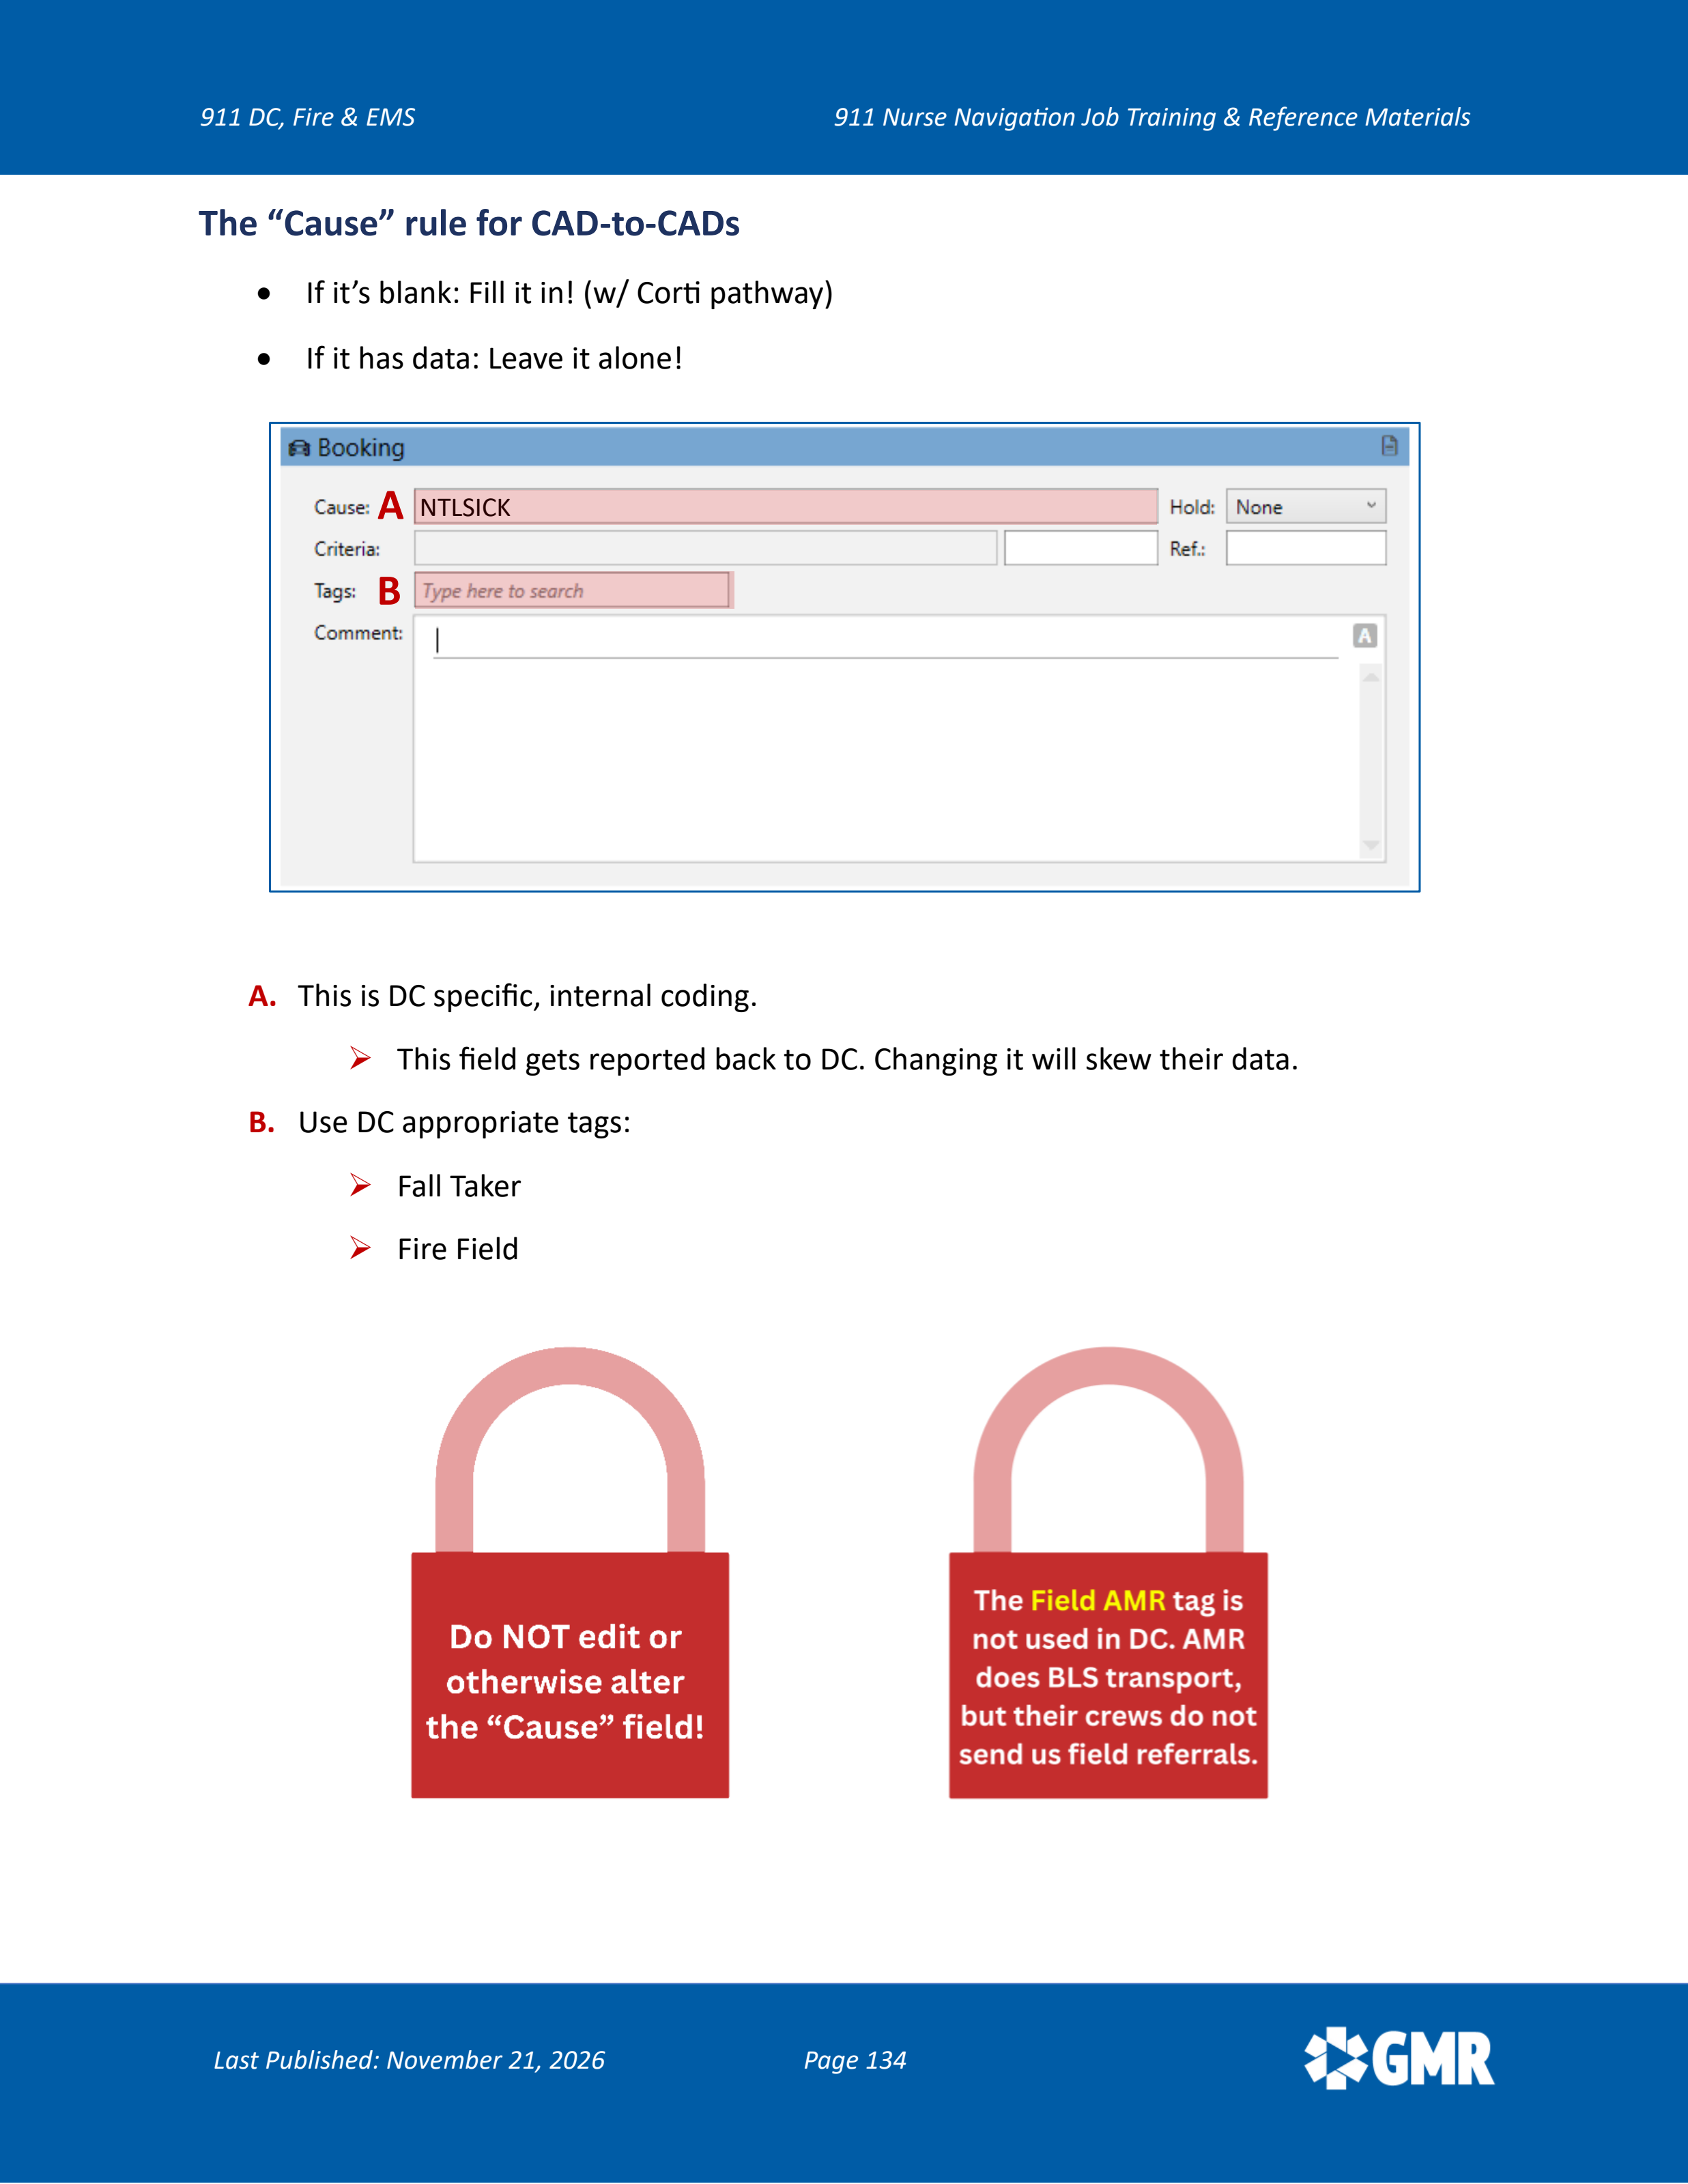 911 DC, Fire & EMS
911 Nurse Navigation Job Training & Reference Materials
The “Cause” rule for CAD-to-CADs
• If it’s blank: Fill it in! (w/ Corti pathway)
• If it has data: Leave it alone!
Booking
Cause: A NTLSICK Hold: None
Criteria: Ref.:
Tags: B Type here to search
Comment:
A
A. This is DC specific, internal coding.
➢ This field gets reported back to DC. Changing it will skew their data.
B. Use DC appropriate tags:
➢ Fall Taker
➢ Fire Field
Do NOT edit or
otherwise alter
the “Cause” field!
The Field AMR tag is
not used in DC. AMR
does BLS transport,
but their crews do not
send us field referrals.
Last Published: November 21, 2026
Page 134
GMR